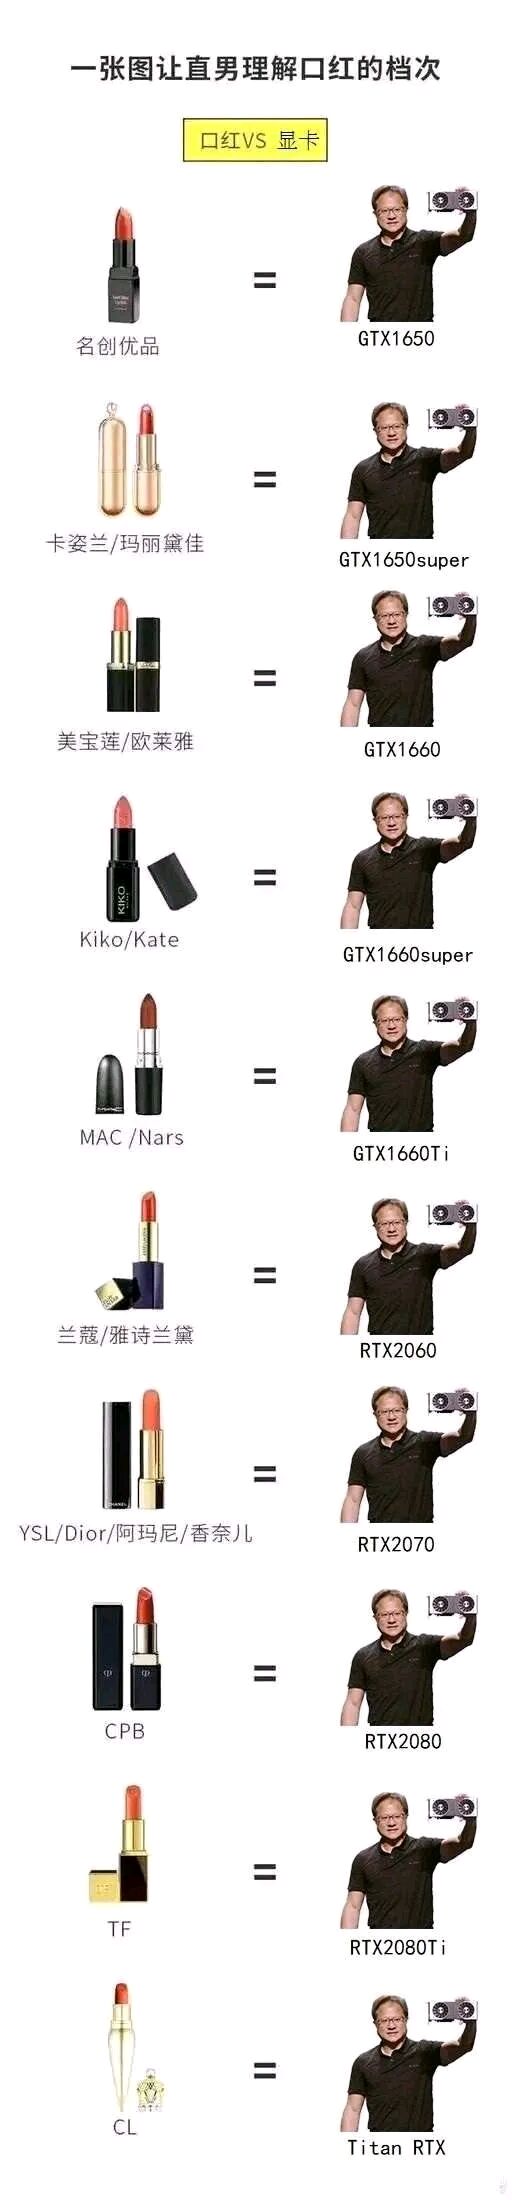 一张图让直男理解口红的档次
口红VS 显卡
名创优品
GTX1650
卡姿兰/玛丽黛佳
GTX1650super
美宝莲/欧莱雅
GTX1660
KIKO
Kiko/Kate
GTX1660super
MAC /Nars
GTX1660Ti
兰蔻/雅诗兰黛
RTX2060
CHANEL
YSL/Dior/阿玛尼/香奈儿
RTX2070
CPB
RTX2080
TF
RTX2080Ti
CL
Titan RTX